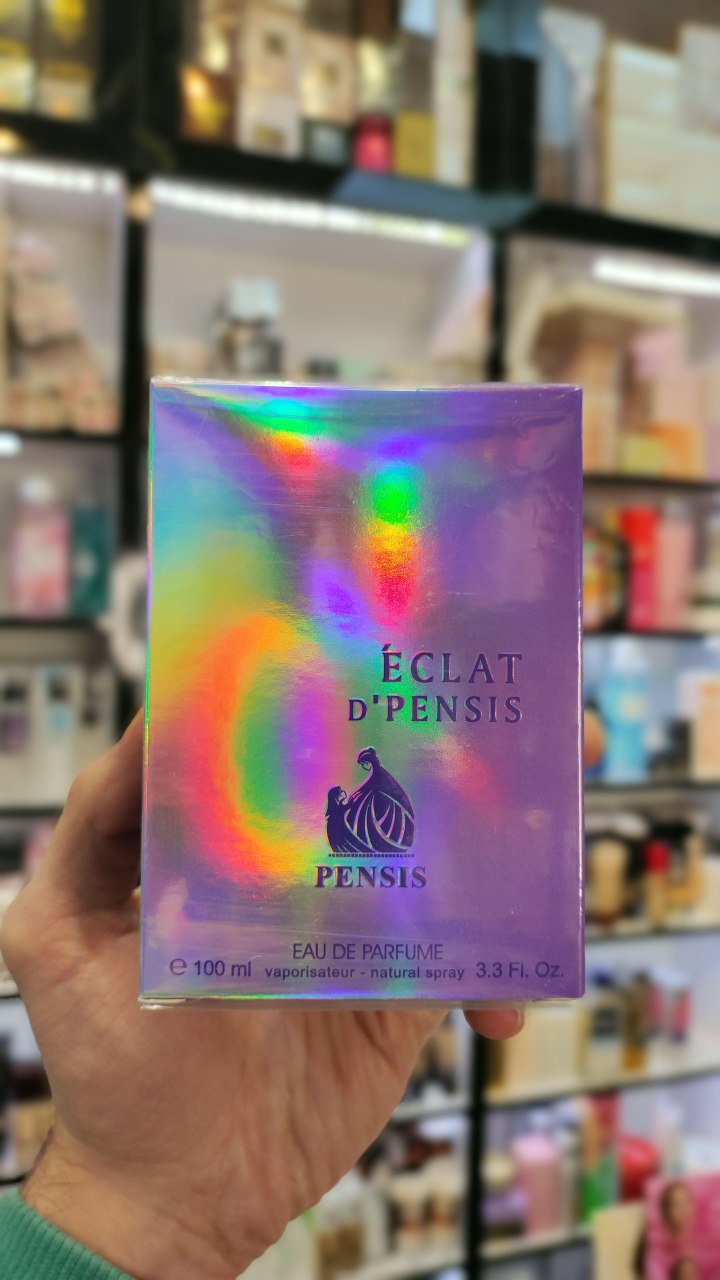 ÉCLAT
D'PENSIS
PENSIS
EAU DE PARFUME
e 100 ml vaporisateur - natural spray 3.3 Fl. Oz.